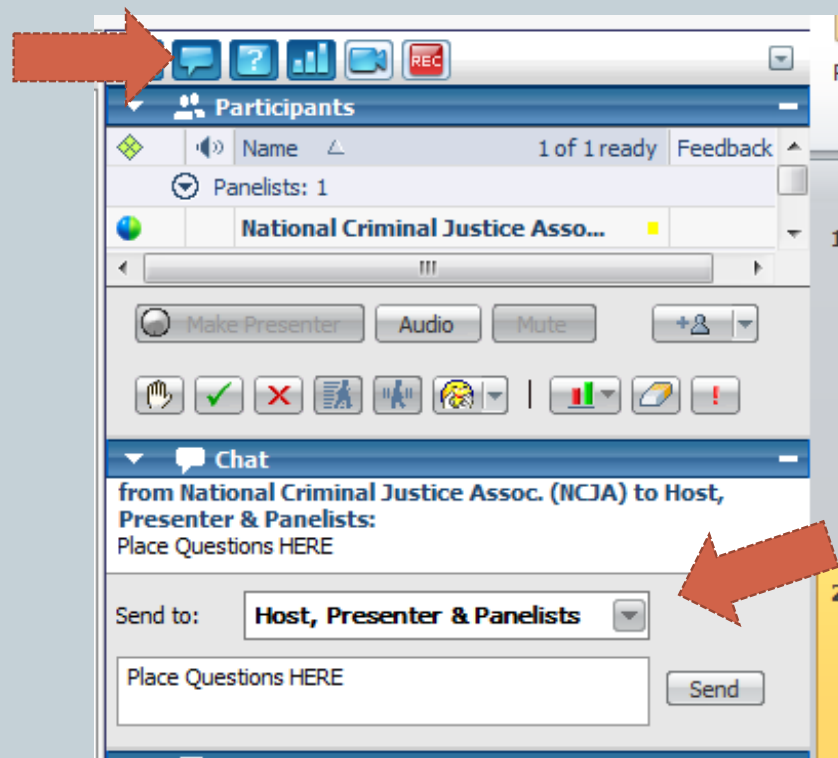 ? REC
Participants
Name 1 of 1 ready Feedback
Panelists: 1
National Criminal Justice Asso...
Make Presenter Audio Mute
Chat
from National Criminal Justice Assoc. (NCJA) to Host,
Presenter & Panelists:
Place Questions HERE
Send to: Host, Presenter & Panelists
Place Questions HERE
Send